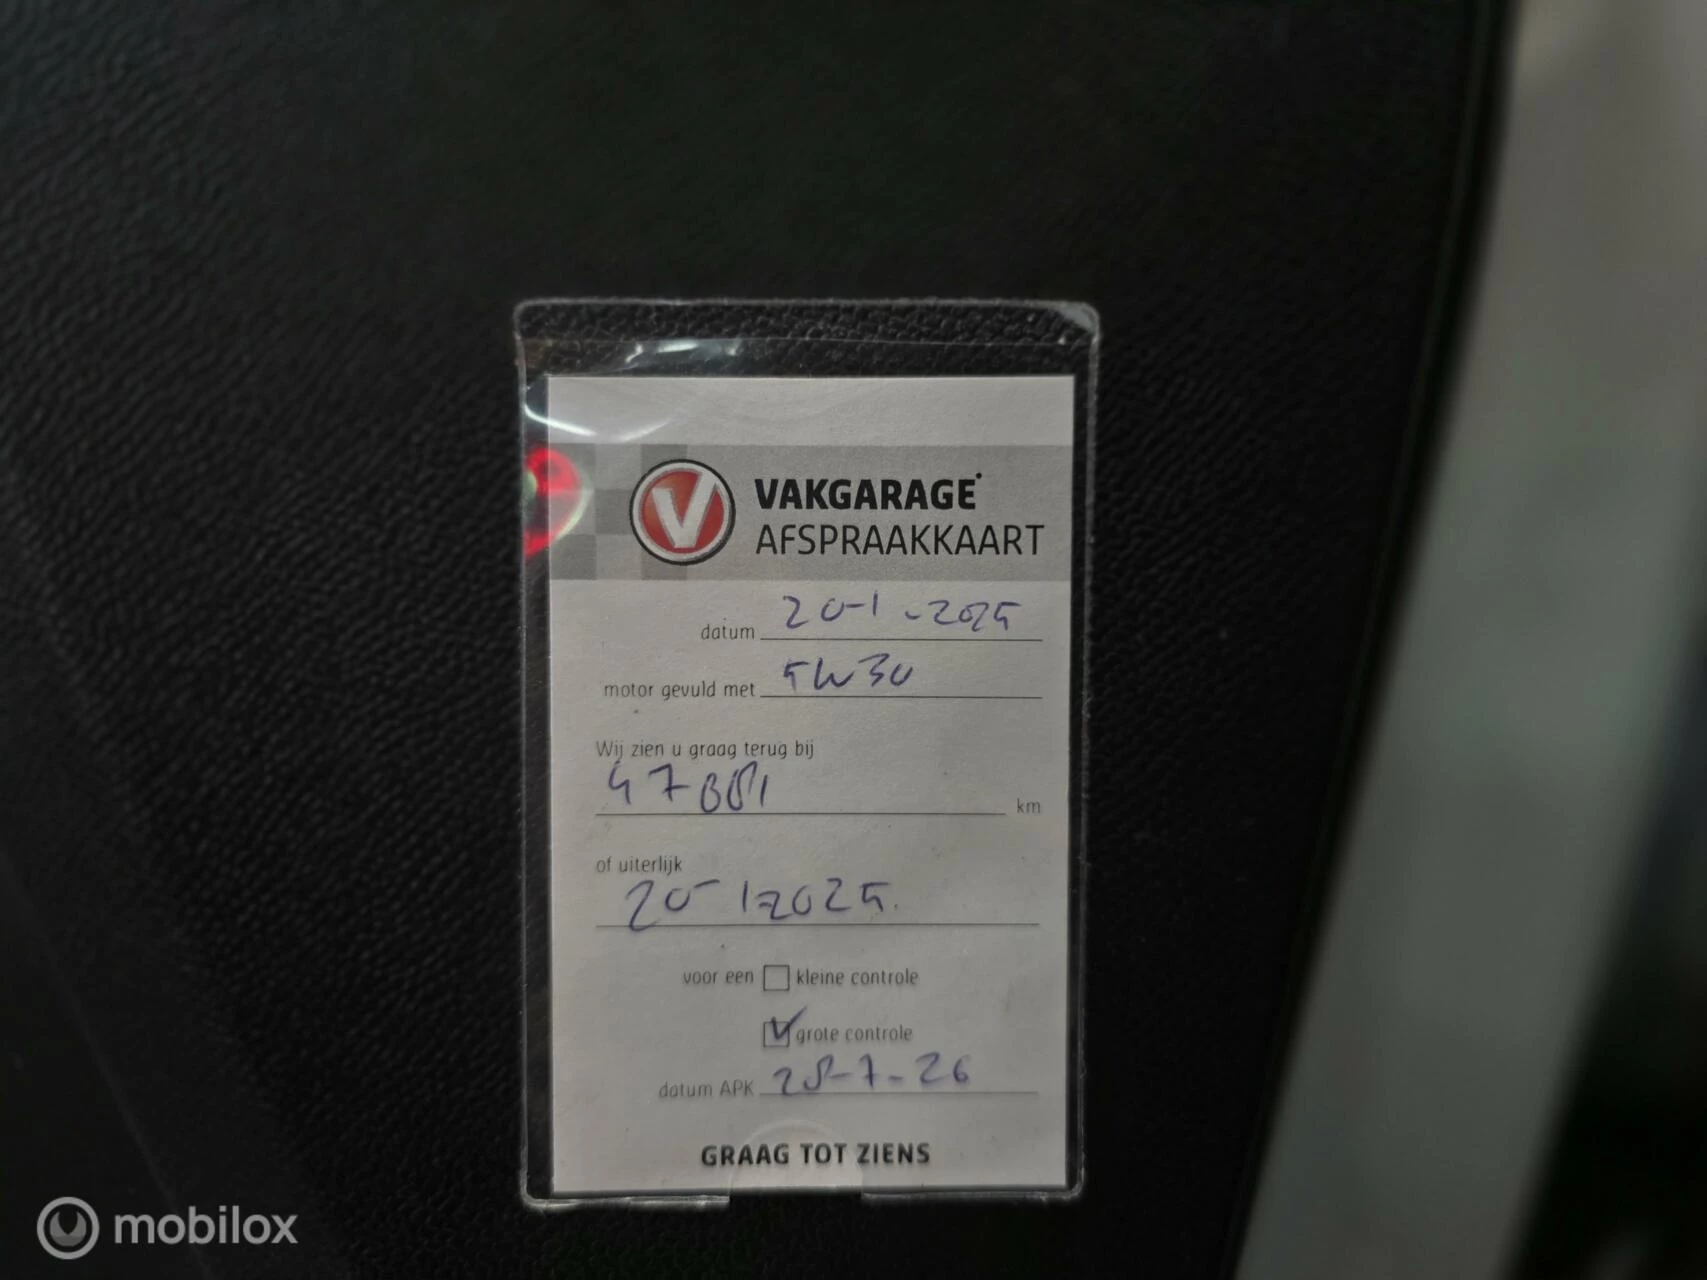 VAKGARAGE
AFSPRAAKKAART
datum 20-1-2025
motor gevuld met 5W30
Wij zien u graag terug bij
km
of uiterlijk
20-1-2025.
voor een kleine controle
grote controle
datum APK 28-7-26
GRAAG TOT ZIENS
mobilox